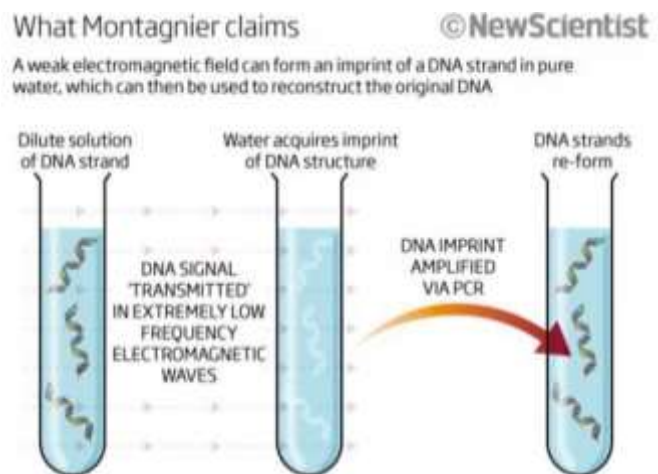 What Montagnier claims
©NewScientist
A weak electromagnetic field can form an imprint of a DNA strand in pure
water, which can then be used to reconstruct the original DNA
Dilute solution
of DNA strand
Water acquires imprint
of DNA structure
DNA strands
re-form
DNA SIGNAL
'TRANSMITTED'
IN EXTREMELY LOW
FREQUENCY
ELECTROMAGNETIC
WAVES
DNA IMPRINT
AMPLIFIED
VIA PCR